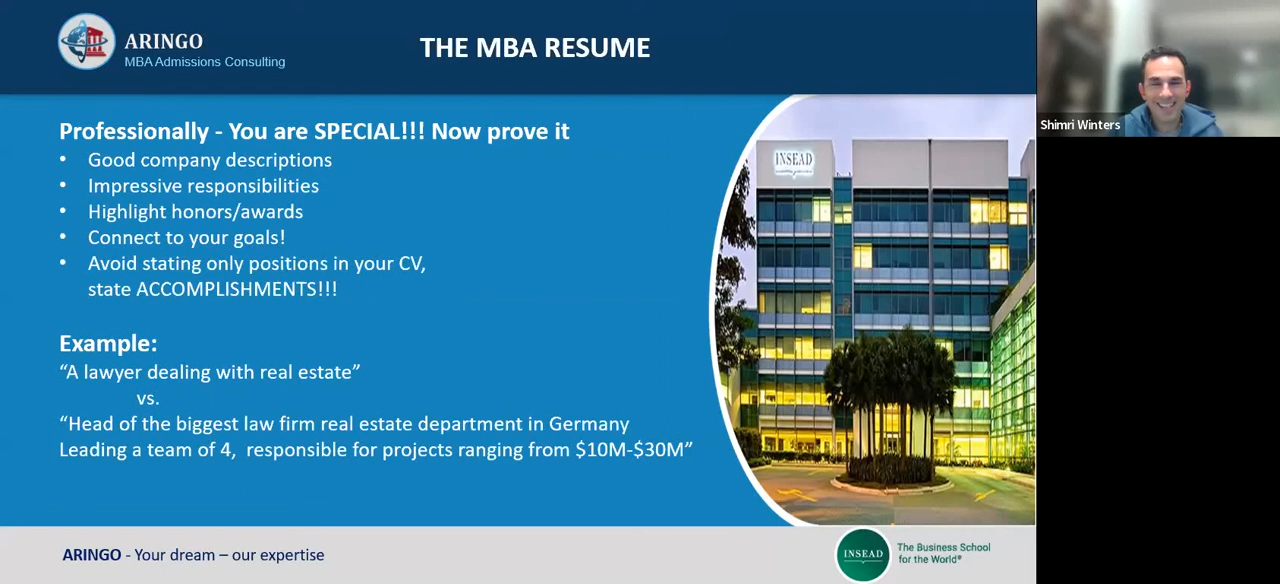 ARINGO
MBA Admissions Consulting
THE MBA RESUME
Shimri Winters
Professionally - You are SPECIAL!!! Now prove it
• Good company descriptions
• Impressive responsibilities
• Highlight honors/awards
• Connect to your goals!
• Avoid stating only positions in your CV,
state ACCOMPLISHMENTS!!!
INSEAD
Example:
“A lawyer dealing with real estate”
vs.
“Head of the biggest law firm real estate department in Germany
Leading a team of 4, responsible for projects ranging from $10M-$30M”
ARINGO - Your dream – our expertise
INSEAD
The Business School
for the World®